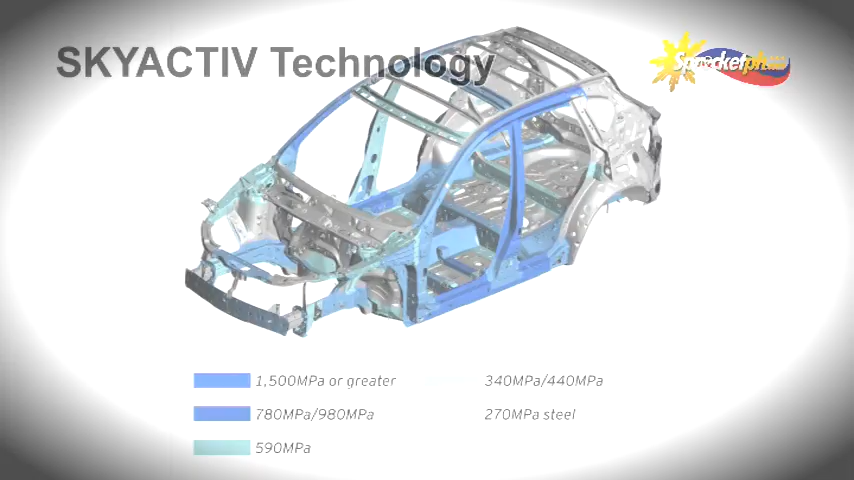 SKYACTIV Technology
1,500MPa or greater
780MPa/980MPa
590MPa
340MPa/440MPa
270MPa steel